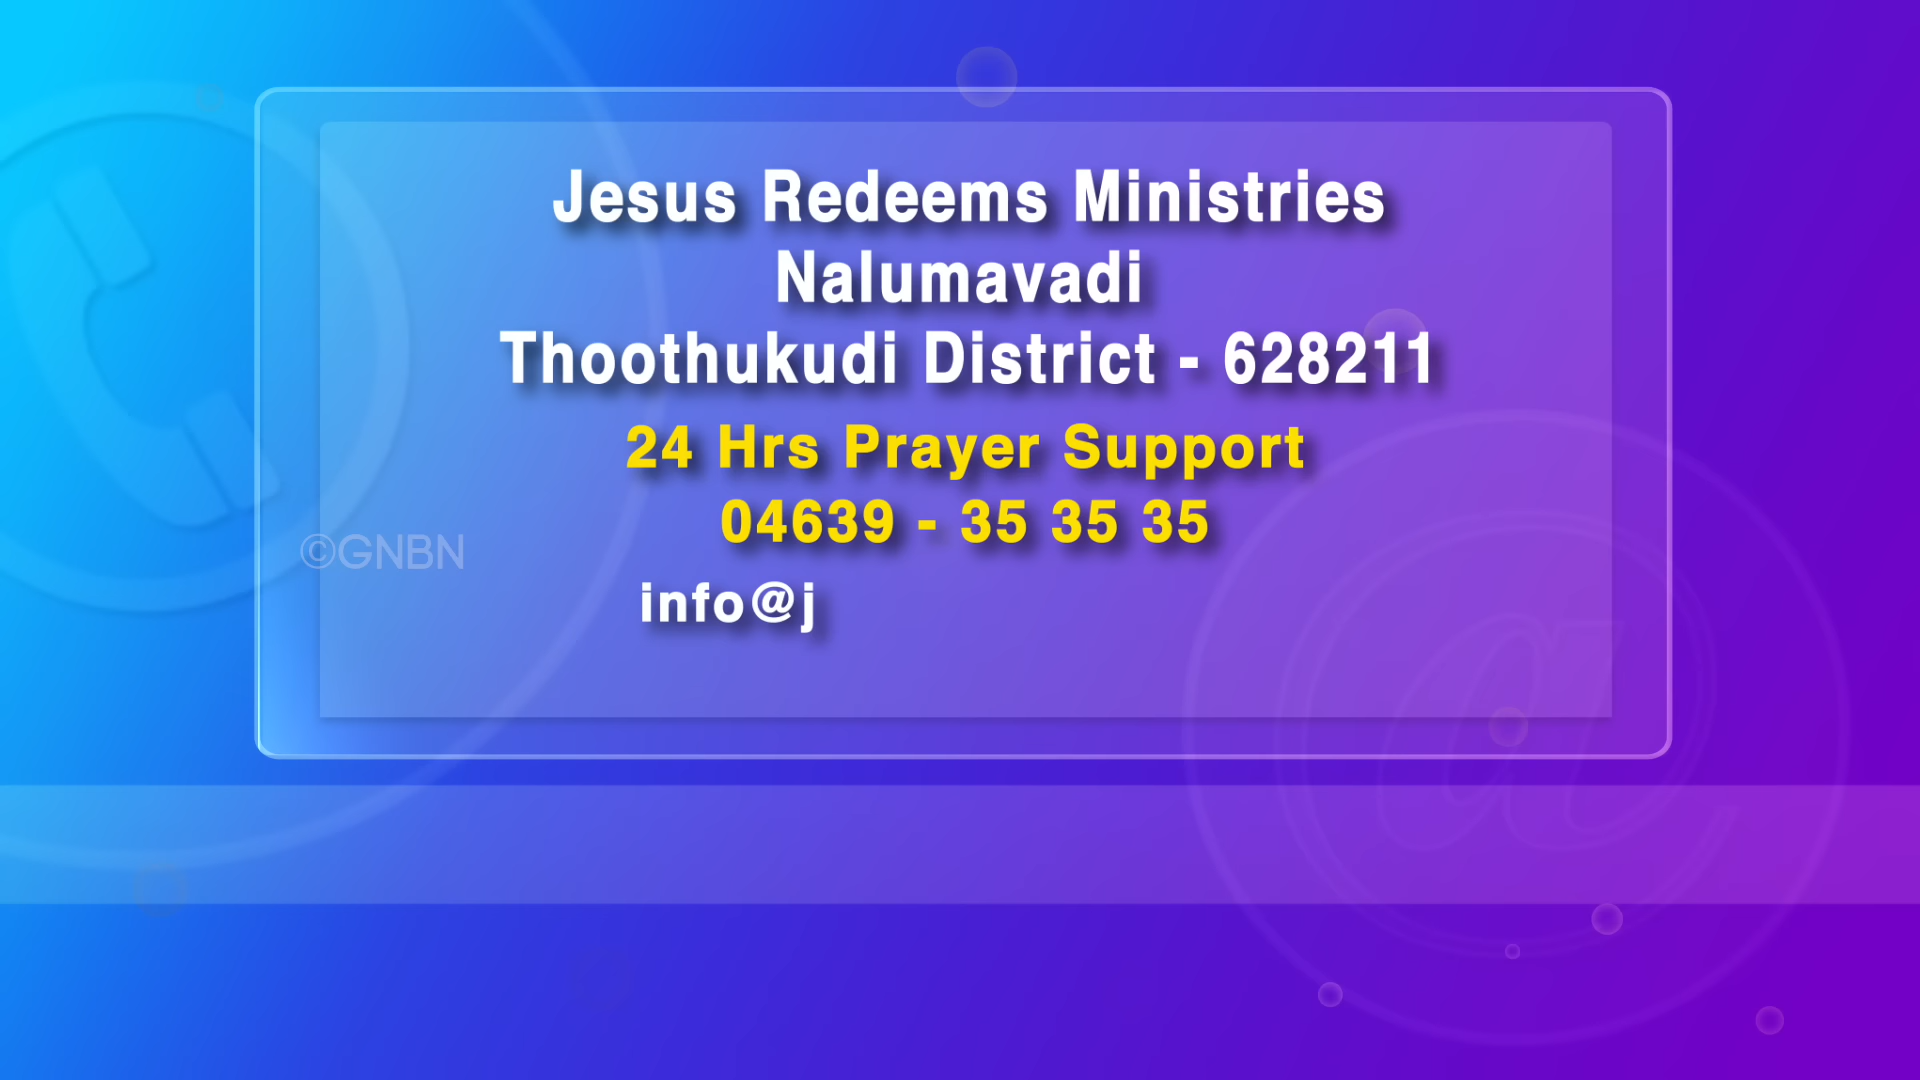 Jesus Redeems Ministries
Nalumavadi
Thoothukudi District - 628211
24 Hrs Prayer Support
04639 - 35 35 35
©GNBN
info@j